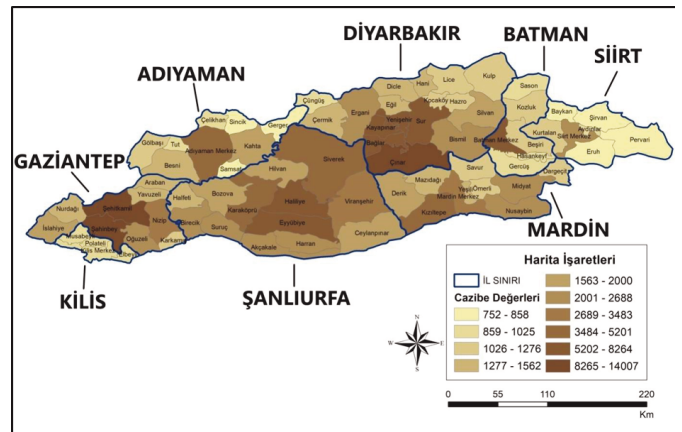 DİYARBAKIR
BATMAN
SİİRT
ADIYAMAN
GAZİANTEP
KİLİS
ŞANLIURFA
MARDİN
Dicle
Hani
Lice
Kulp
Çüngüş
Çermik
Ergani
Eğil
Kocaköy
Hazro
Silvan
Yenişehir
Kayapınar
Sur
Bağlar
Bismil
Çınar
Sason
Kozluk
Batman Merkez
Beşiri
Hasankeyf
Gercüş
Baykan
Şirvan
Kurtalan
Siirt Merkez
Aydınlar
Eruh
Pervari
Çelikhan
Sincik
Gerger
Gölbaşı
Tut
Adıyaman Merkez
Kahta
Besni
Samsat
Araban
Yavuzeli
Nurdağı
Şehitkamil
İslahiye
Şahinbey
Nizip
Oğuzeli
Karkamış
Musabeyli
Polateli
Kilis Merkez
Elbeyli
Halfeti
Bozova
Hilvan
Siverek
Birecik
Suruç
Karaköprü
Haliliye
Eyyübiye
Viranşehir
Akçakale
Harran
Ceylanpınar
Derik
Mazıdağı
Savur
Yeşilli
Ömerli
Mardin Merkez
Kızıltepe
Midyat
Nusaybin
Dargeçit
Harita İşaretleri
İL SINIRI
Cazibe Değerleri
752 - 858
859 - 1025
1026 - 1276
1277 - 1562
1563 - 2000
2001 - 2688
2689 - 3483
3484 - 5201
5202 - 8264
8265 - 14007
N
W
E
S
0 55 110 220
Km